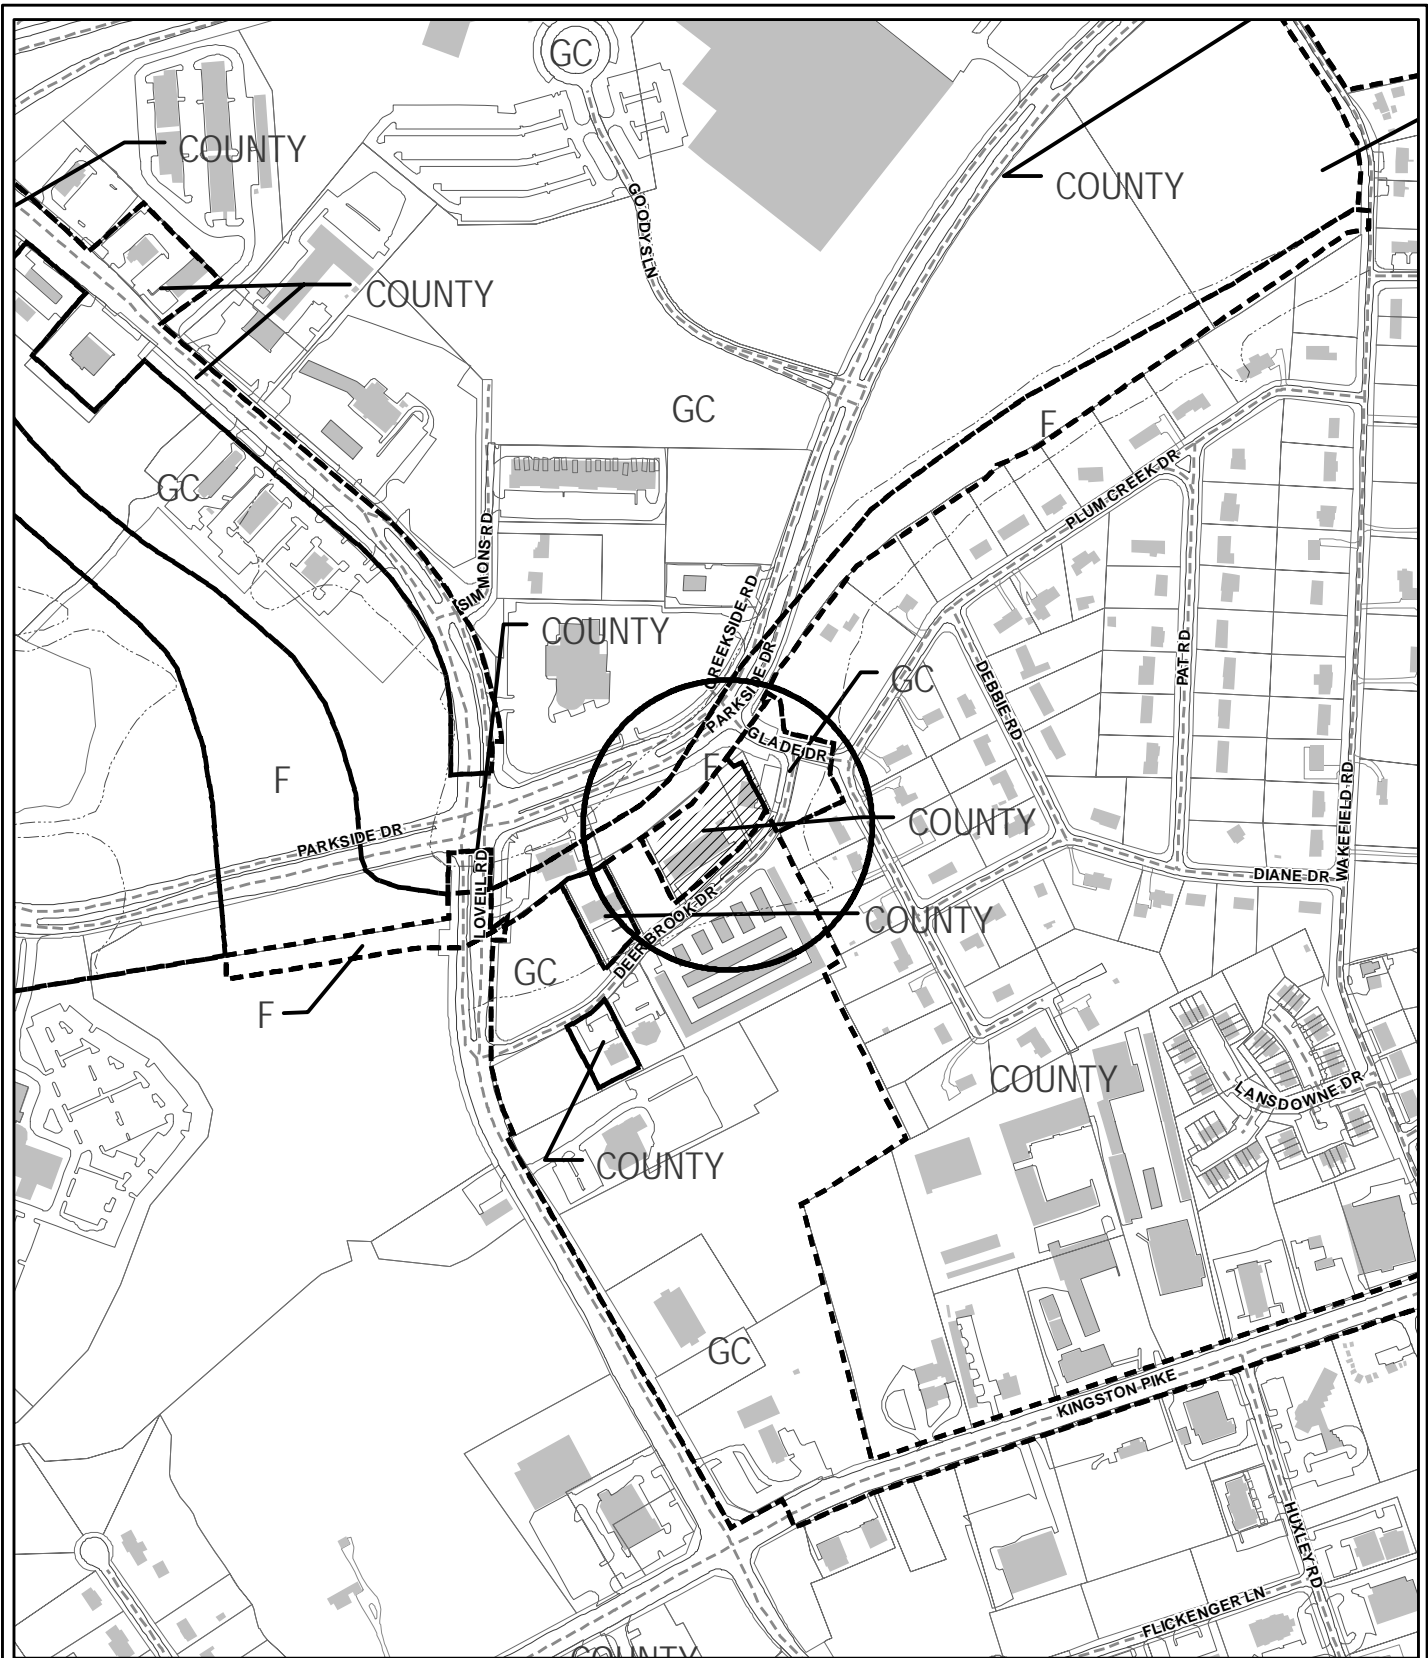 GC
COUNTY
COUNTY
GOODY S LN
COUNTY
GC
F
GC
PLUM CREEK DR
SIMMONS RD
COUNTY
CREEKSIDE RD
PARKSIDE DR
GC
DEBBIE RD
PAT RD
GLADE DR
F
F
COUNTY
WAKEFIELD RD
PARKSIDE DR
LOVELL RD
DIANE DR
DEERBROOK DR
COUNTY
GC
F
COUNTY
LANSDOWNE DR
COUNTY
GC
KINGSTON PIKE
HUXLEY RD
FLICKENGER LN
COUNTY